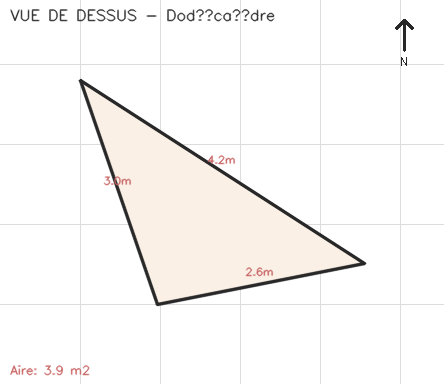 VUE DE DESSUS – Dod??ca??dre
N
4.2m
3.0m
2.6m
Aire: 3.9 m2